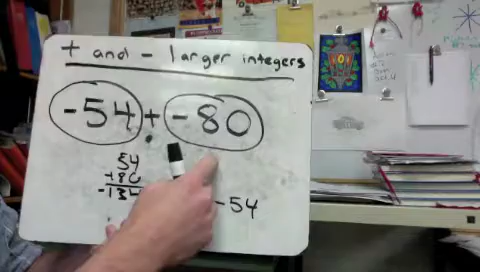 + and - larger integers
-54 + -80
54
+80
-134
-54